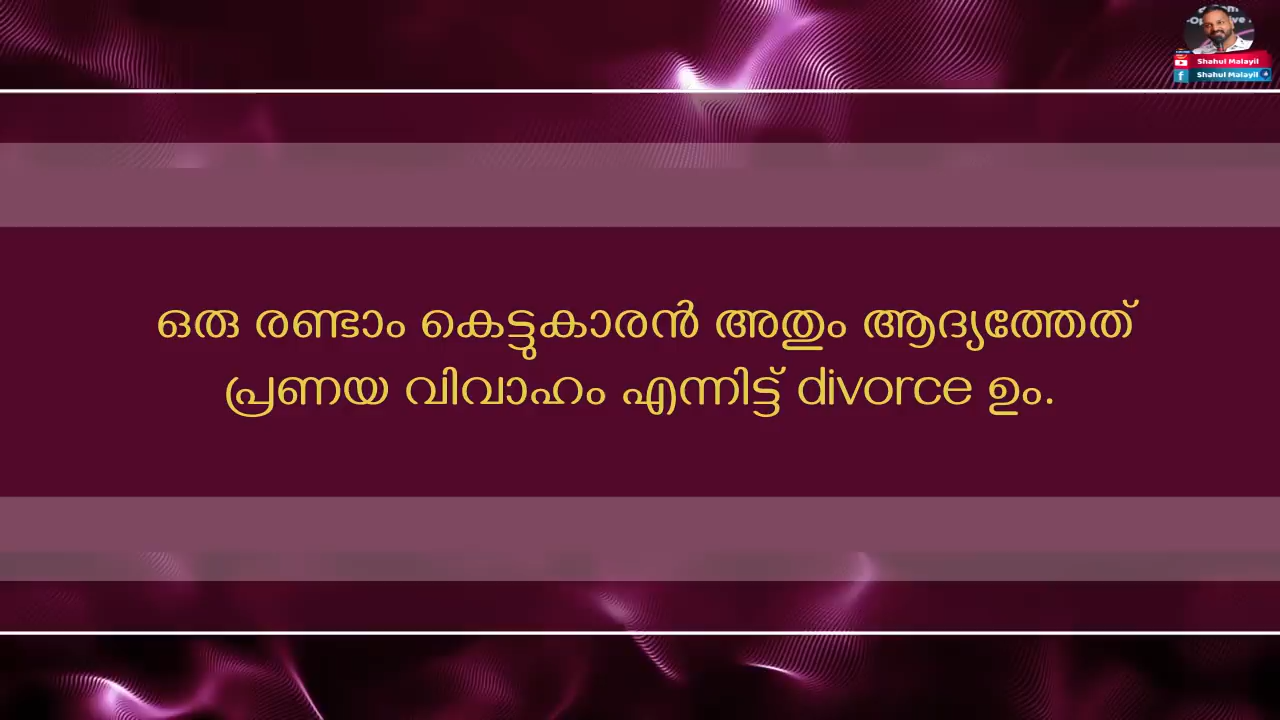 Shahul Malayil
Shahul Malayil
ഒരു രണ്ടാം കെട്ടുകാരൻ അതും ആദ്യത്തേത്
പ്രണയ വിവാഹം എന്നിട്ട് divorce ഉം.